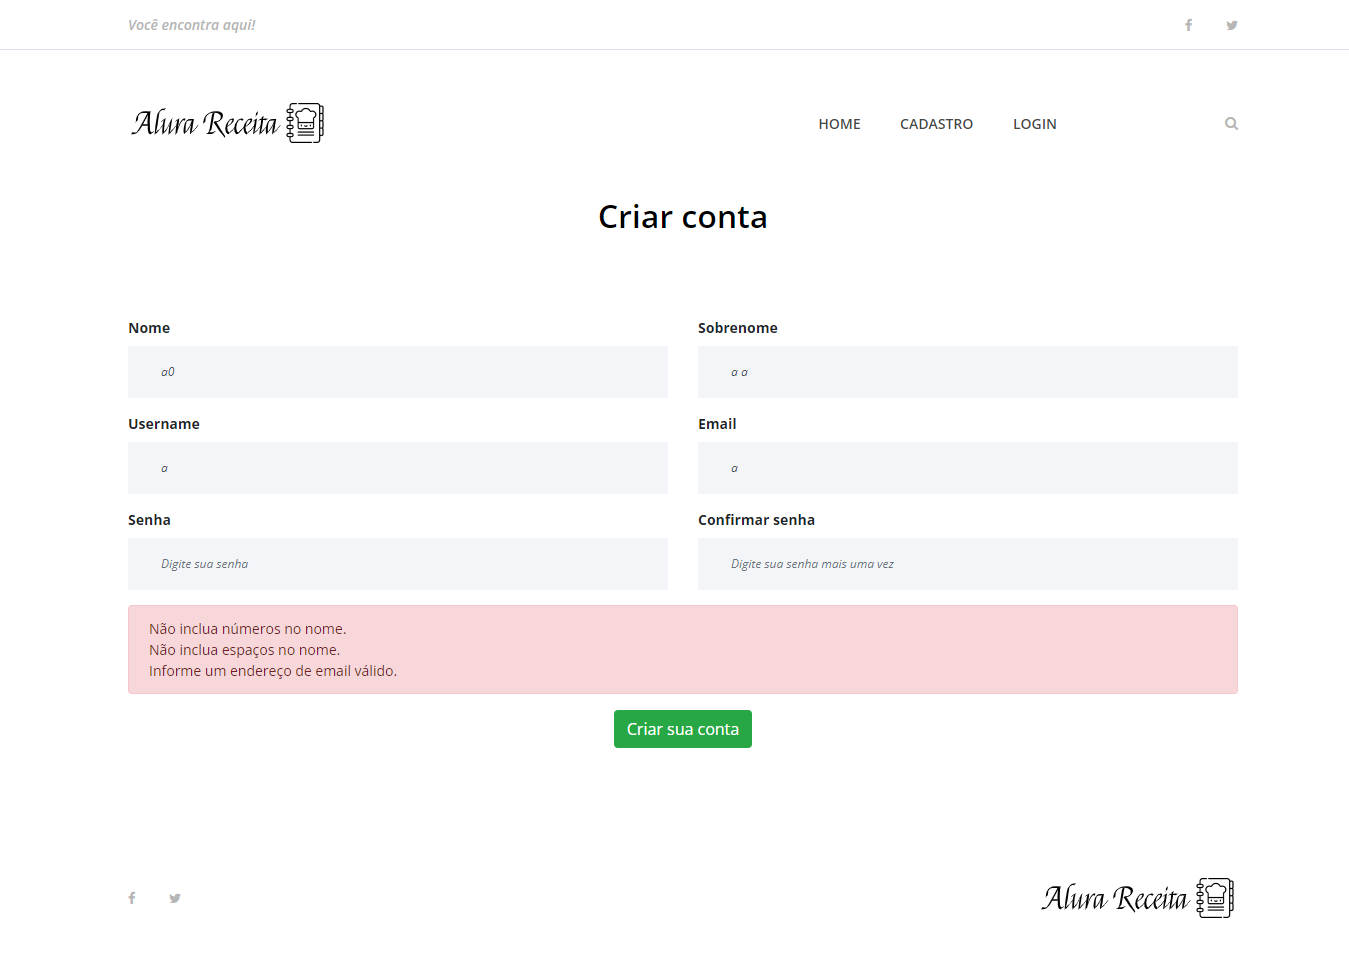 Você encontra aqui!
Alura Receita
HOME CADASTRO LOGIN
Criar conta
Nome Sobrenome
a0 a a
Username Email
a a
Senha Confirmar senha
Digite sua senha Digite sua senha mais uma vez
Não inclua números no nome.
Não inclua espaços no nome.
Informe um endereço de email válido.
Criar sua conta
Alura Receita